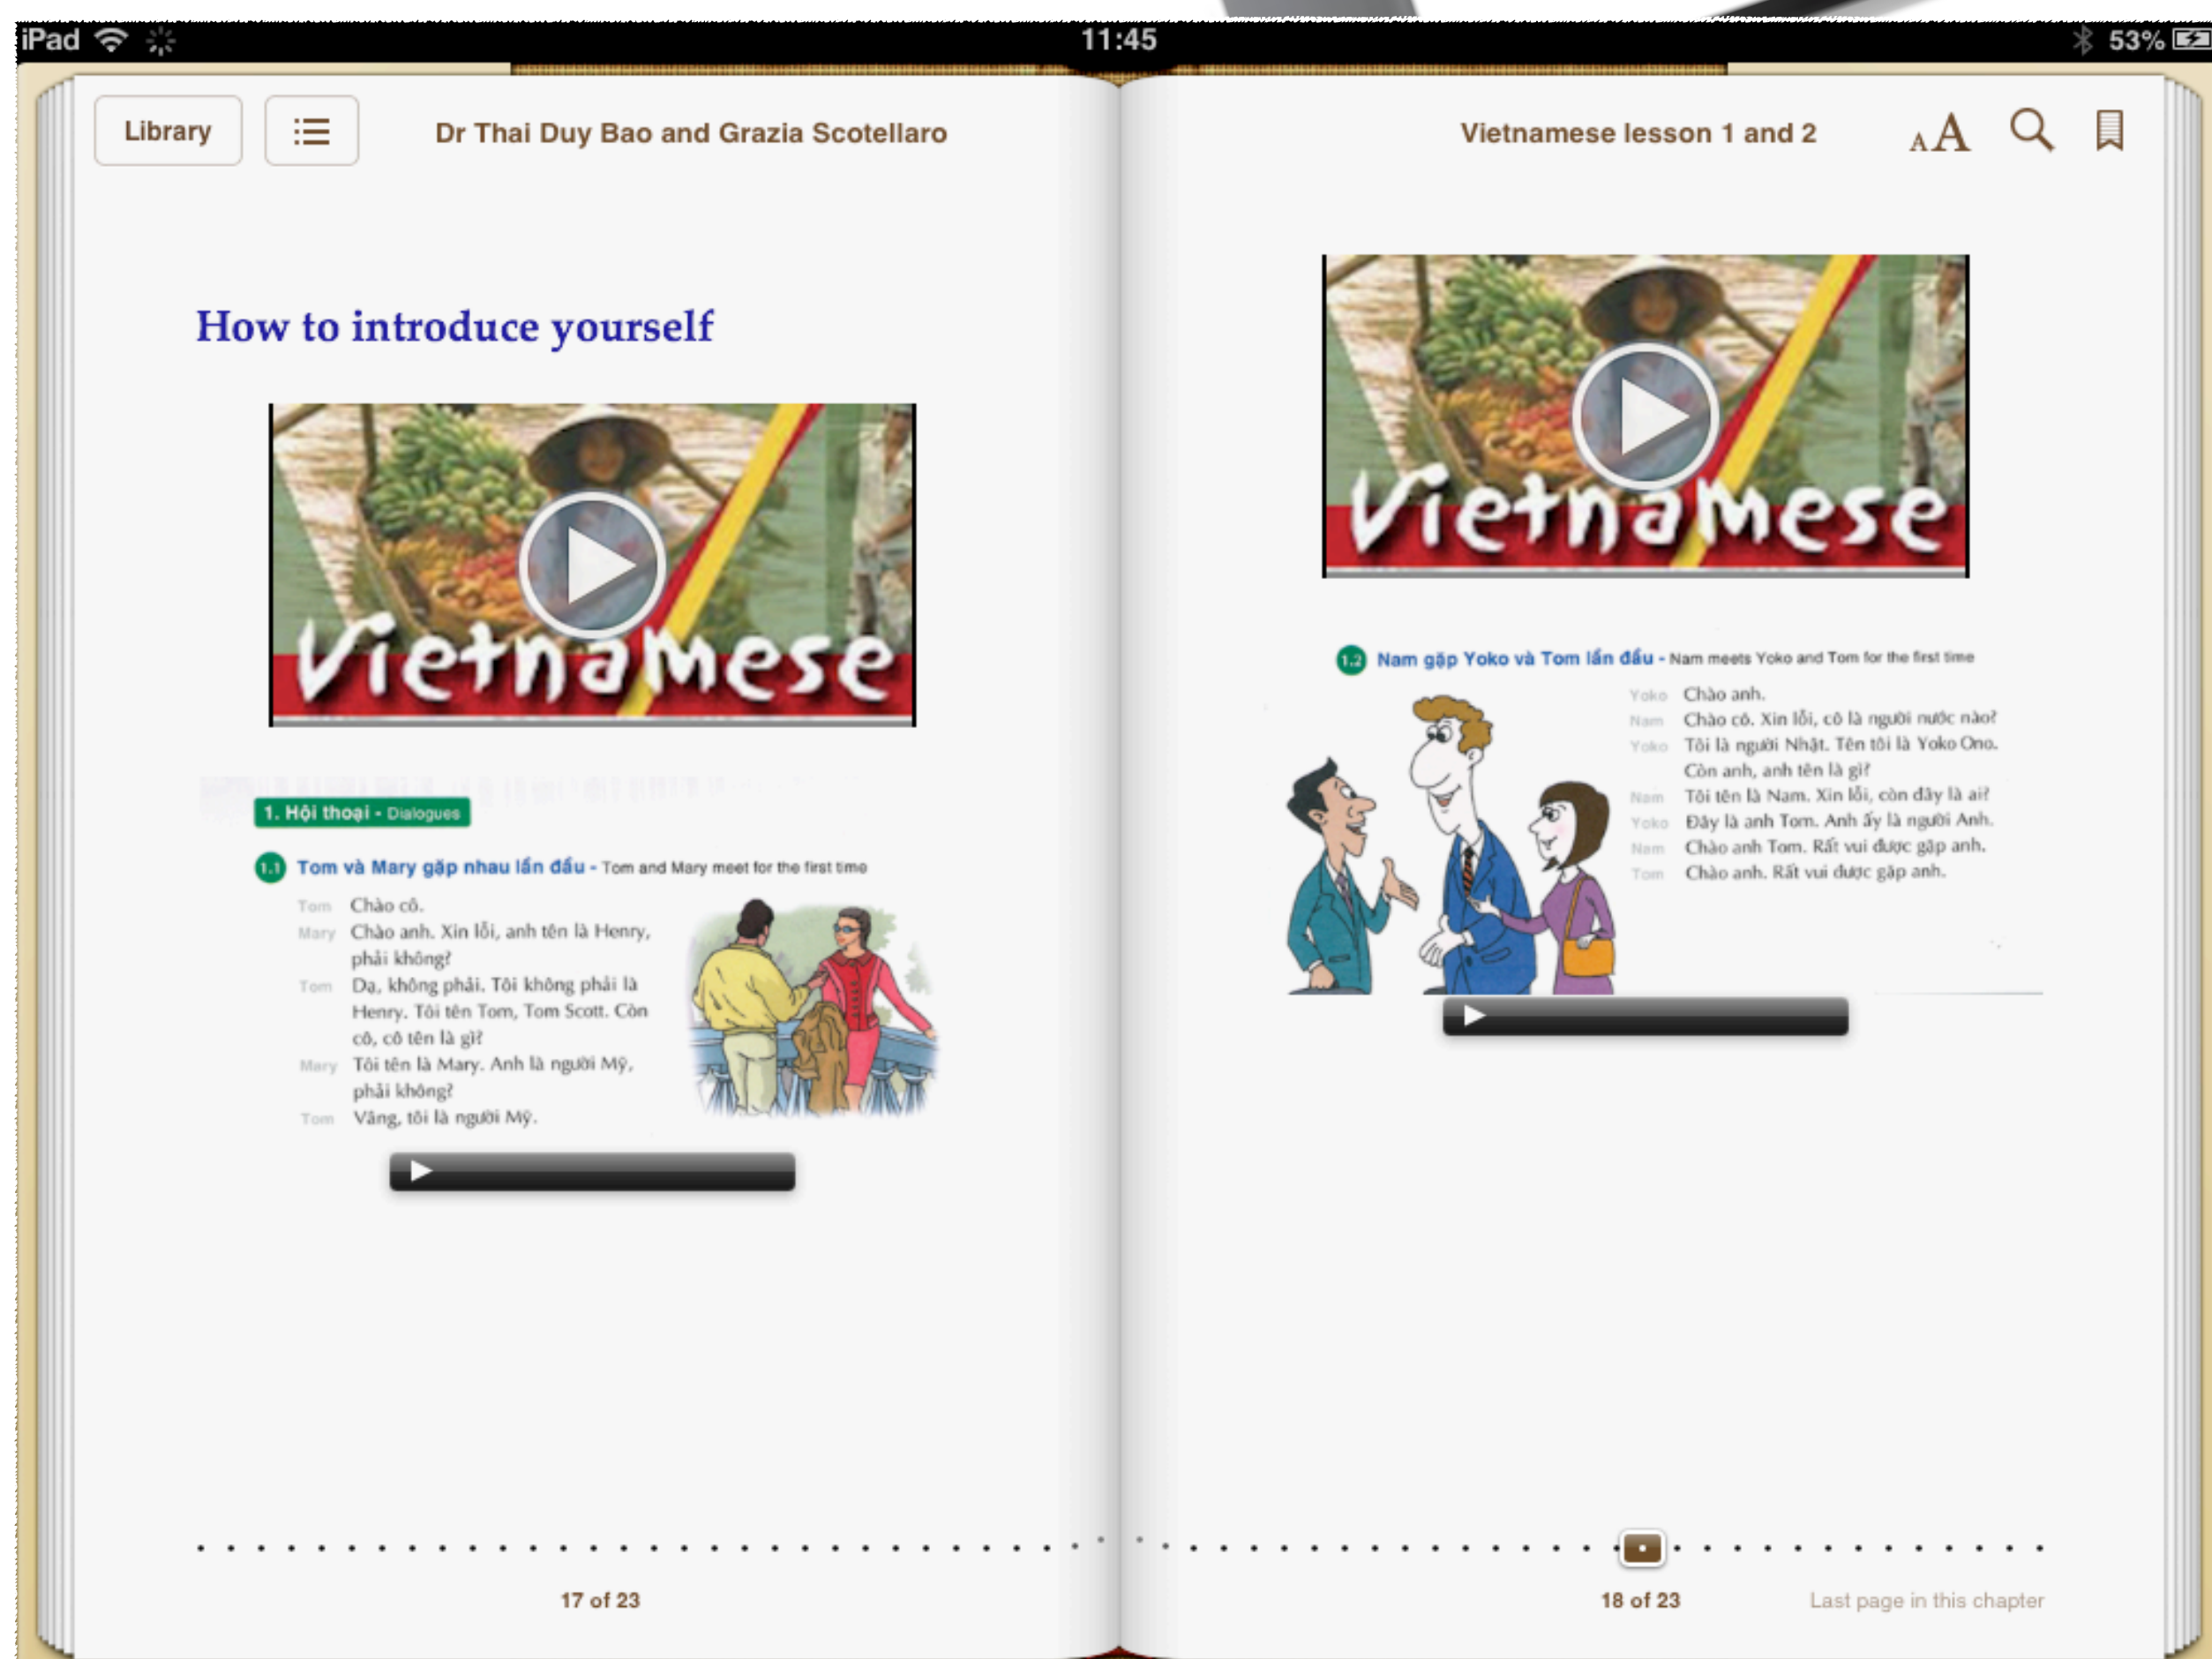 iPad
11:45
53%
Library
Dr Thai Duy Bao and Grazia Scotellaro
Vietnamese lesson 1 and 2
AA
How to introduce yourself
Vietnamese
1. Hội thoại - Dialogues
1.1 Tom và Mary gặp nhau lần đầu - Tom and Mary meet for the first time
Tom Chào cô.
Mary Chào anh. Xin lỗi, anh tên là Henry,
phải không?
Tom Dạ, không phải. Tôi không phải là
Henry. Tôi tên Tom, Tom Scott. Còn
cô, cô tên là gì?
Mary Tôi tên là Mary. Anh là người Mỹ,
phải không?
Tom Vâng, tôi là người Mỹ.
17 of 23
Vietnamese
1.2 Nam gặp Yoko và Tom lần đầu - Nam meets Yoko and Tom for the first time
Yoko Chào anh.
Nam Chào cô. Xin lỗi, cô là người nước nào?
Yoko Tôi là người Nhật. Tên tôi là Yoko Ono.
Còn anh, anh tên là gì?
Nam Tôi tên là Nam. Xin lỗi, còn đây là ai?
Yoko Đây là anh Tom. Anh ấy là người Anh.
Nam Chào anh Tom. Rất vui được gặp anh.
Tom Chào anh. Rất vui được gặp anh.
18 of 23
Last page in this chapter